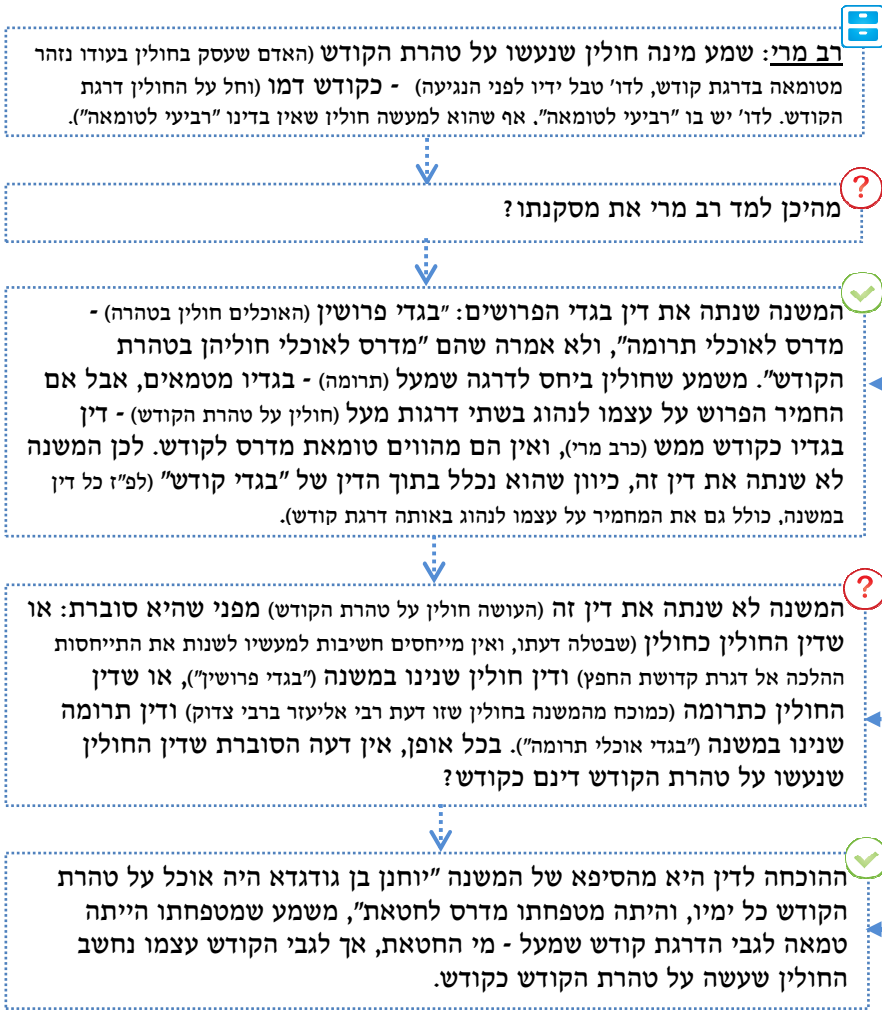 רב מרי: שמע מינה חולין שנעשו על טהרת הקודש (האדם שעסק בחולין בעודו נזהר
מטומאה בדרגת קודש, לדו' טבל ידיו לפני הנגיעה) - כקודש דמו (וחל על החולין דרגת
הקודש. לדו' יש בו "רביעי לטומאה", אף שהוא למעשה חולין שאין בדינו "רביעי לטומאה").
?
מהיכן למד רב מרי את מסקנתו?
המשנה שנתה את דין בגדי הפרושים: "בגדי פרושין (האוכלים חולין בטהרה) -
מדרס לאוכלי תרומה", ולא אמרה שהם "מדרס לאוכלי חוליהן בטהרת
הקודש". משמע שחולין ביחס לדרגה שמעל (תרומה) - בגדיו מטמאים, אבל אם
החמיר הפרוש על עצמו לנהוג בשתי דרגות מעל (חולין על טהרת הקודש) - דין
בגדיו כקודש ממש (כרב מרי), ואין הם מהווים טומאת מדרס לקודש. לכן המשנה
לא שנתה את דין זה, כיוון שהוא נכלל בתוך הדין של "בגדי קודש" (לפ"ז כל דין
במשנה, כולל גם את המחמיר על עצמו לנהוג באותה דרגת קודש).
?
המשנה לא שנתה את דין זה (העושה חולין על טהרת הקודש) מפני שהיא סוברת: או
שדין החולין כחולין (שבטלה דעתו, ואין מייחסים חשיבות למעשיו לשנות את התייחסות
ההלכה אל דגרת קדושת החפץ) ודין חולין שנינו במשנה ("בגדי פרושין"), או שדין
החולין כתרומה (כמוכח מהמשנה בחולין שזו דעת רבי אליעזר ברבי צדוק) ודין תרומה
שנינו במשנה ("בגדי אוכלי תרומה"). בכל אופן, אין דעה הסוברת שדין החולין
שנעשו על טהרת הקודש דינם כקודש?
ההוכחה לדין היא מהסיפא של המשנה "יוחנן בן גודגדא היה אוכל על טהרת
הקודש כל ימיו, והיתה מטפחתו מדרס לחטאת", משמע שמטפחתו הייתה
טמאה לגבי הדרגת קודש שמעל - מי החטאת, אך לגבי הקודש עצמו נחשב
החולין שעשה על טהרת הקודש כקודש.